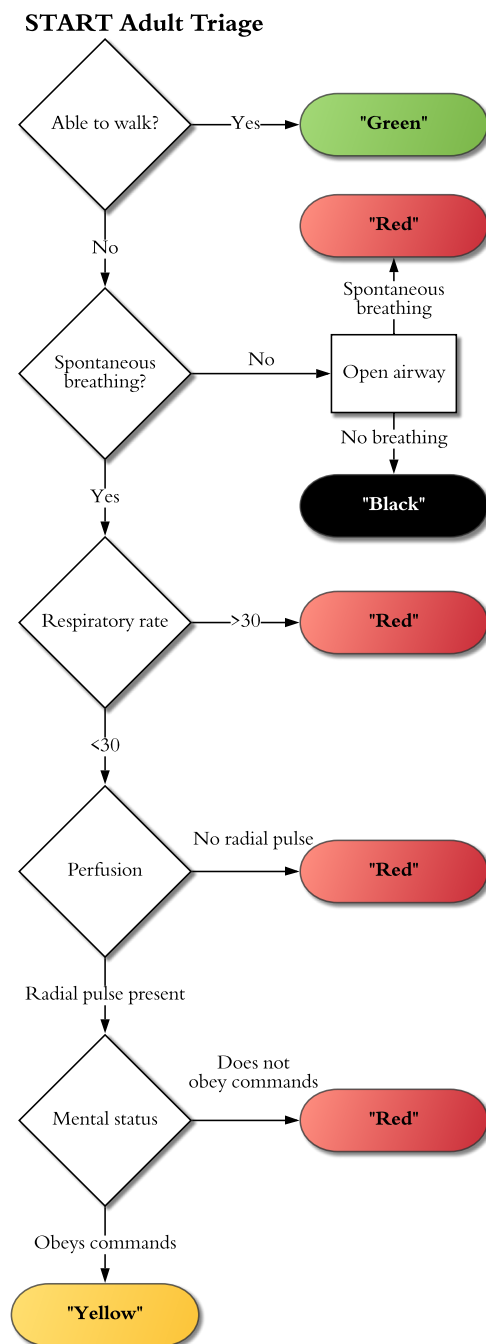 START Adult Triage
Able to walk?
Yes
"Green"
No
"Red"
Spontaneous
breathing
Spontaneous
breathing?
No
Open airway
No breathing
"Black"
Yes
Respiratory rate
>30
"Red"
<30
Perfusion
No radial pulse
"Red"
Radial pulse present
Mental status
Does not
obey commands
"Red"
Obeys commands
"Yellow"